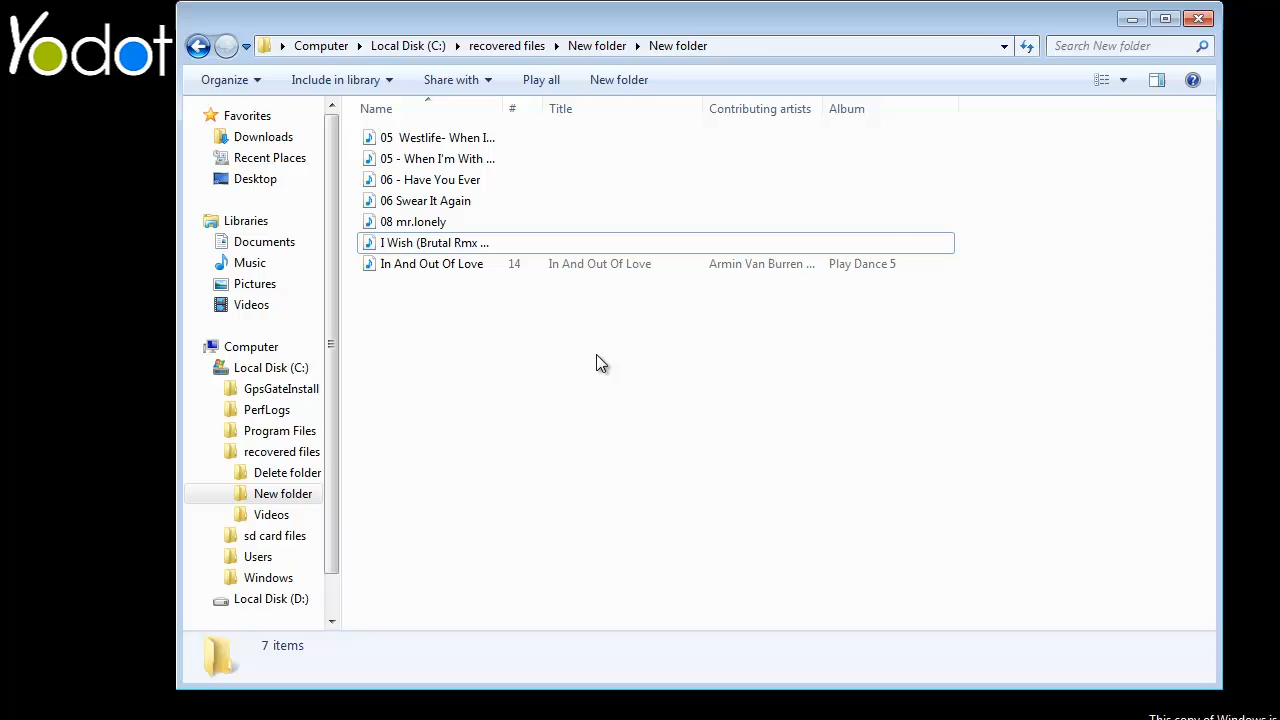 Yodot
Computer Local Disk (C:) recovered files New folder New folder
Search New folder
Organize Include in library Share with Play all New folder
Favorites
Downloads
Recent Places
Desktop
Libraries
Documents
Music
Pictures
Videos
Computer
Local Disk (C:)
GpsGateInstall
PerfLogs
Program Files
recovered files
Delete folder
New folder
Videos
sd card files
Users
Windows
Local Disk (D:)
Name # Title Contributing artists Album
05 Westlife- When I...
05 - When I'm With ...
06 - Have You Ever
06 Swear It Again
08 mr.lonely
I Wish (Brutal Rmx ...
In And Out Of Love 14 In And Out Of Love Armin Van Burren ... Play Dance 5
7 items
This copy of Windows is